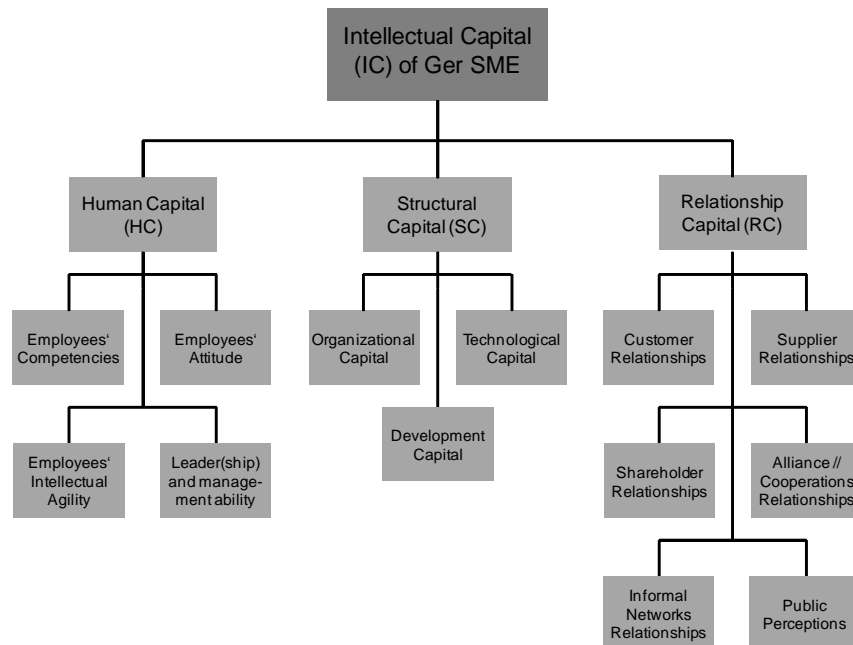 Intellectual Capital
(IC) of Ger SME
Human Capital
(HC)
Structural
Capital (SC)
Relationship
Capital (RC)
Employees‘
Competencies
Employees‘
Attitude
Organizational
Capital
Technological
Capital
Customer
Relationships
Supplier
Relationships
Employees‘
Intellectual
Agility
Leader(ship)
and manage-
ment ability
Development
Capital
Shareholder
Relationships
Alliance //
Cooperations
Relationships
Informal
Networks
Relationships
Public
Perceptions